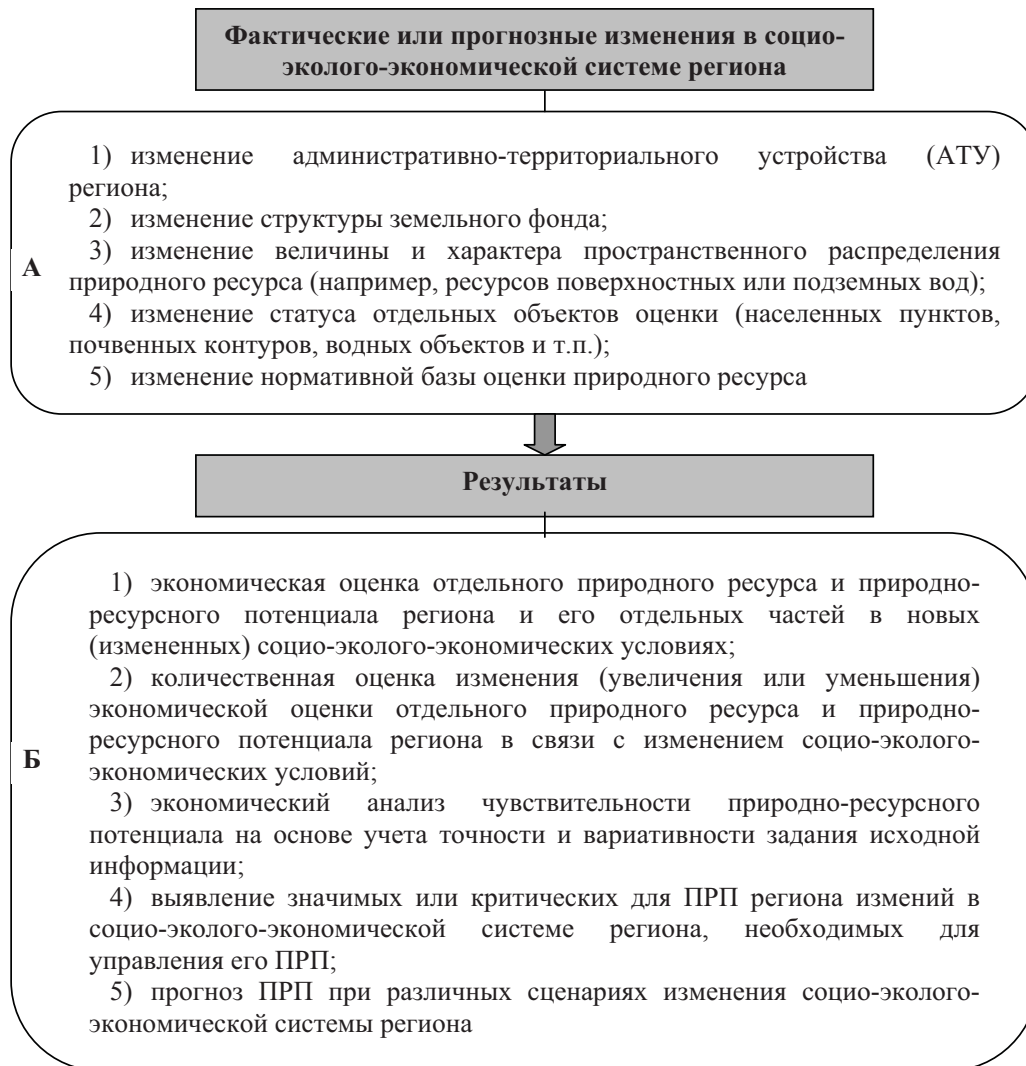 Фактические или прогнозные изменения в социо-
эколого-экономической системе региона
1) изменение административно-территориального устройства (АТУ)
региона;
2) изменение структуры земельного фонда;
3) изменение величины и характера пространственного распределения
А
природного ресурса (например, ресурсов поверхностных или подземных вод);
4) изменение статуса отдельных объектов оценки (населенных пунктов,
почвенных контуров, водных объектов и т.п.);
5) изменение нормативной базы оценки природного ресурса
Результаты
1) экономическая оценка отдельного природного ресурса и природно-
ресурсного потенциала региона и его отдельных частей в новых
(измененных) социо-эколого-экономических условиях;
2) количественная оценка изменения (увеличения или уменьшения)
экономической оценки отдельного природного ресурса и природно-
ресурсного потенциала региона в связи с изменением социо-эколого-
Б
экономических условий;
3) экономический анализ чувствительности природно-ресурсного
потенциала на основе учета точности и вариативности задания исходной
информации;
4) выявление значимых или критических для ПРП региона измений в
социо-эколого-экономической системе региона, необходимых для
управления его ПРП;
5) прогноз ПРП при различных сценариях изменения социо-эколого-
экономической системы региона